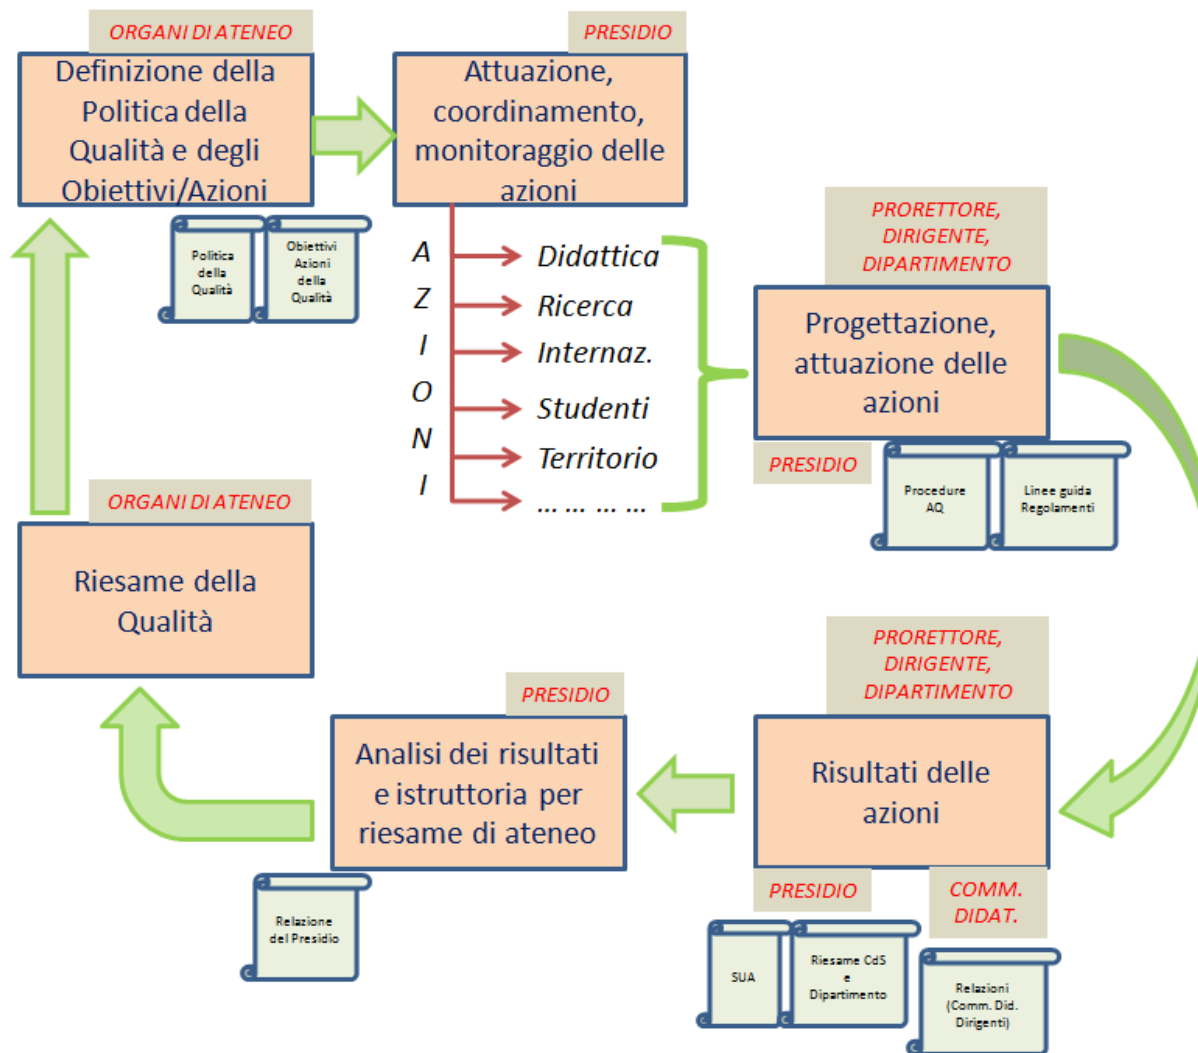 ORGANI DI ATENEO
Definizione della
Politica della
Qualità e degli
Obiettivi/Azioni
Politica
della
Qualità
Obiettivi
Azioni
della
Qualità
PRESIDIO
Attuazione,
coordinamento,
monitoraggio delle
azioni
A
Z
I
O
N
I
Didattica
Ricerca
Internaz.
Studenti
Territorio
... ... ... ...
PRORETTORE,
DIRIGENTE,
DIPARTIMENTO
Progettazione,
attuazione delle
azioni
PRESIDIO
Procedure
AQ
Linee guida
Regolamenti
PRORETTORE,
DIRIGENTE,
DIPARTIMENTO
Risultati delle
azioni
PRESIDIO
COMM.
DIDAT.
SUA
Riesame CdS
e
Dipartimento
Relazioni
(Comm. Did.
Dirigenti)
PRESIDIO
Analisi dei risultati
e istruttoria per
riesame di ateneo
Relazione
del Presidio
ORGANI DI ATENEO
Riesame della
Qualità